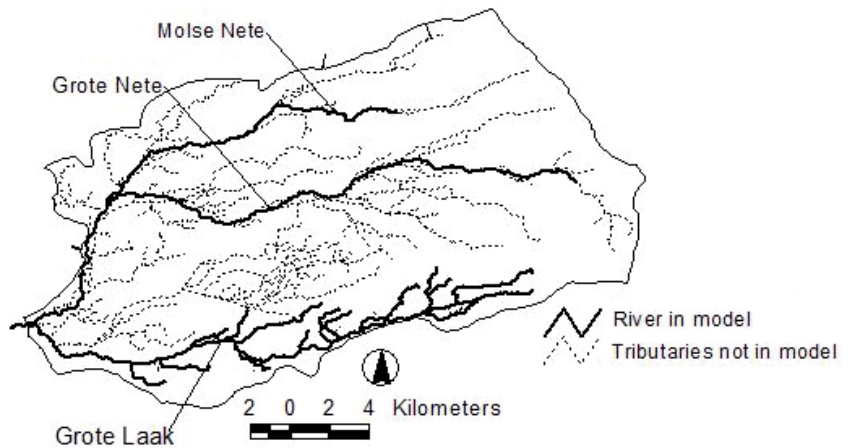 Molse Nete
Grote Nete
River in model
Tributaries not in model
2 0 2 4 Kilometers
Grote Laak